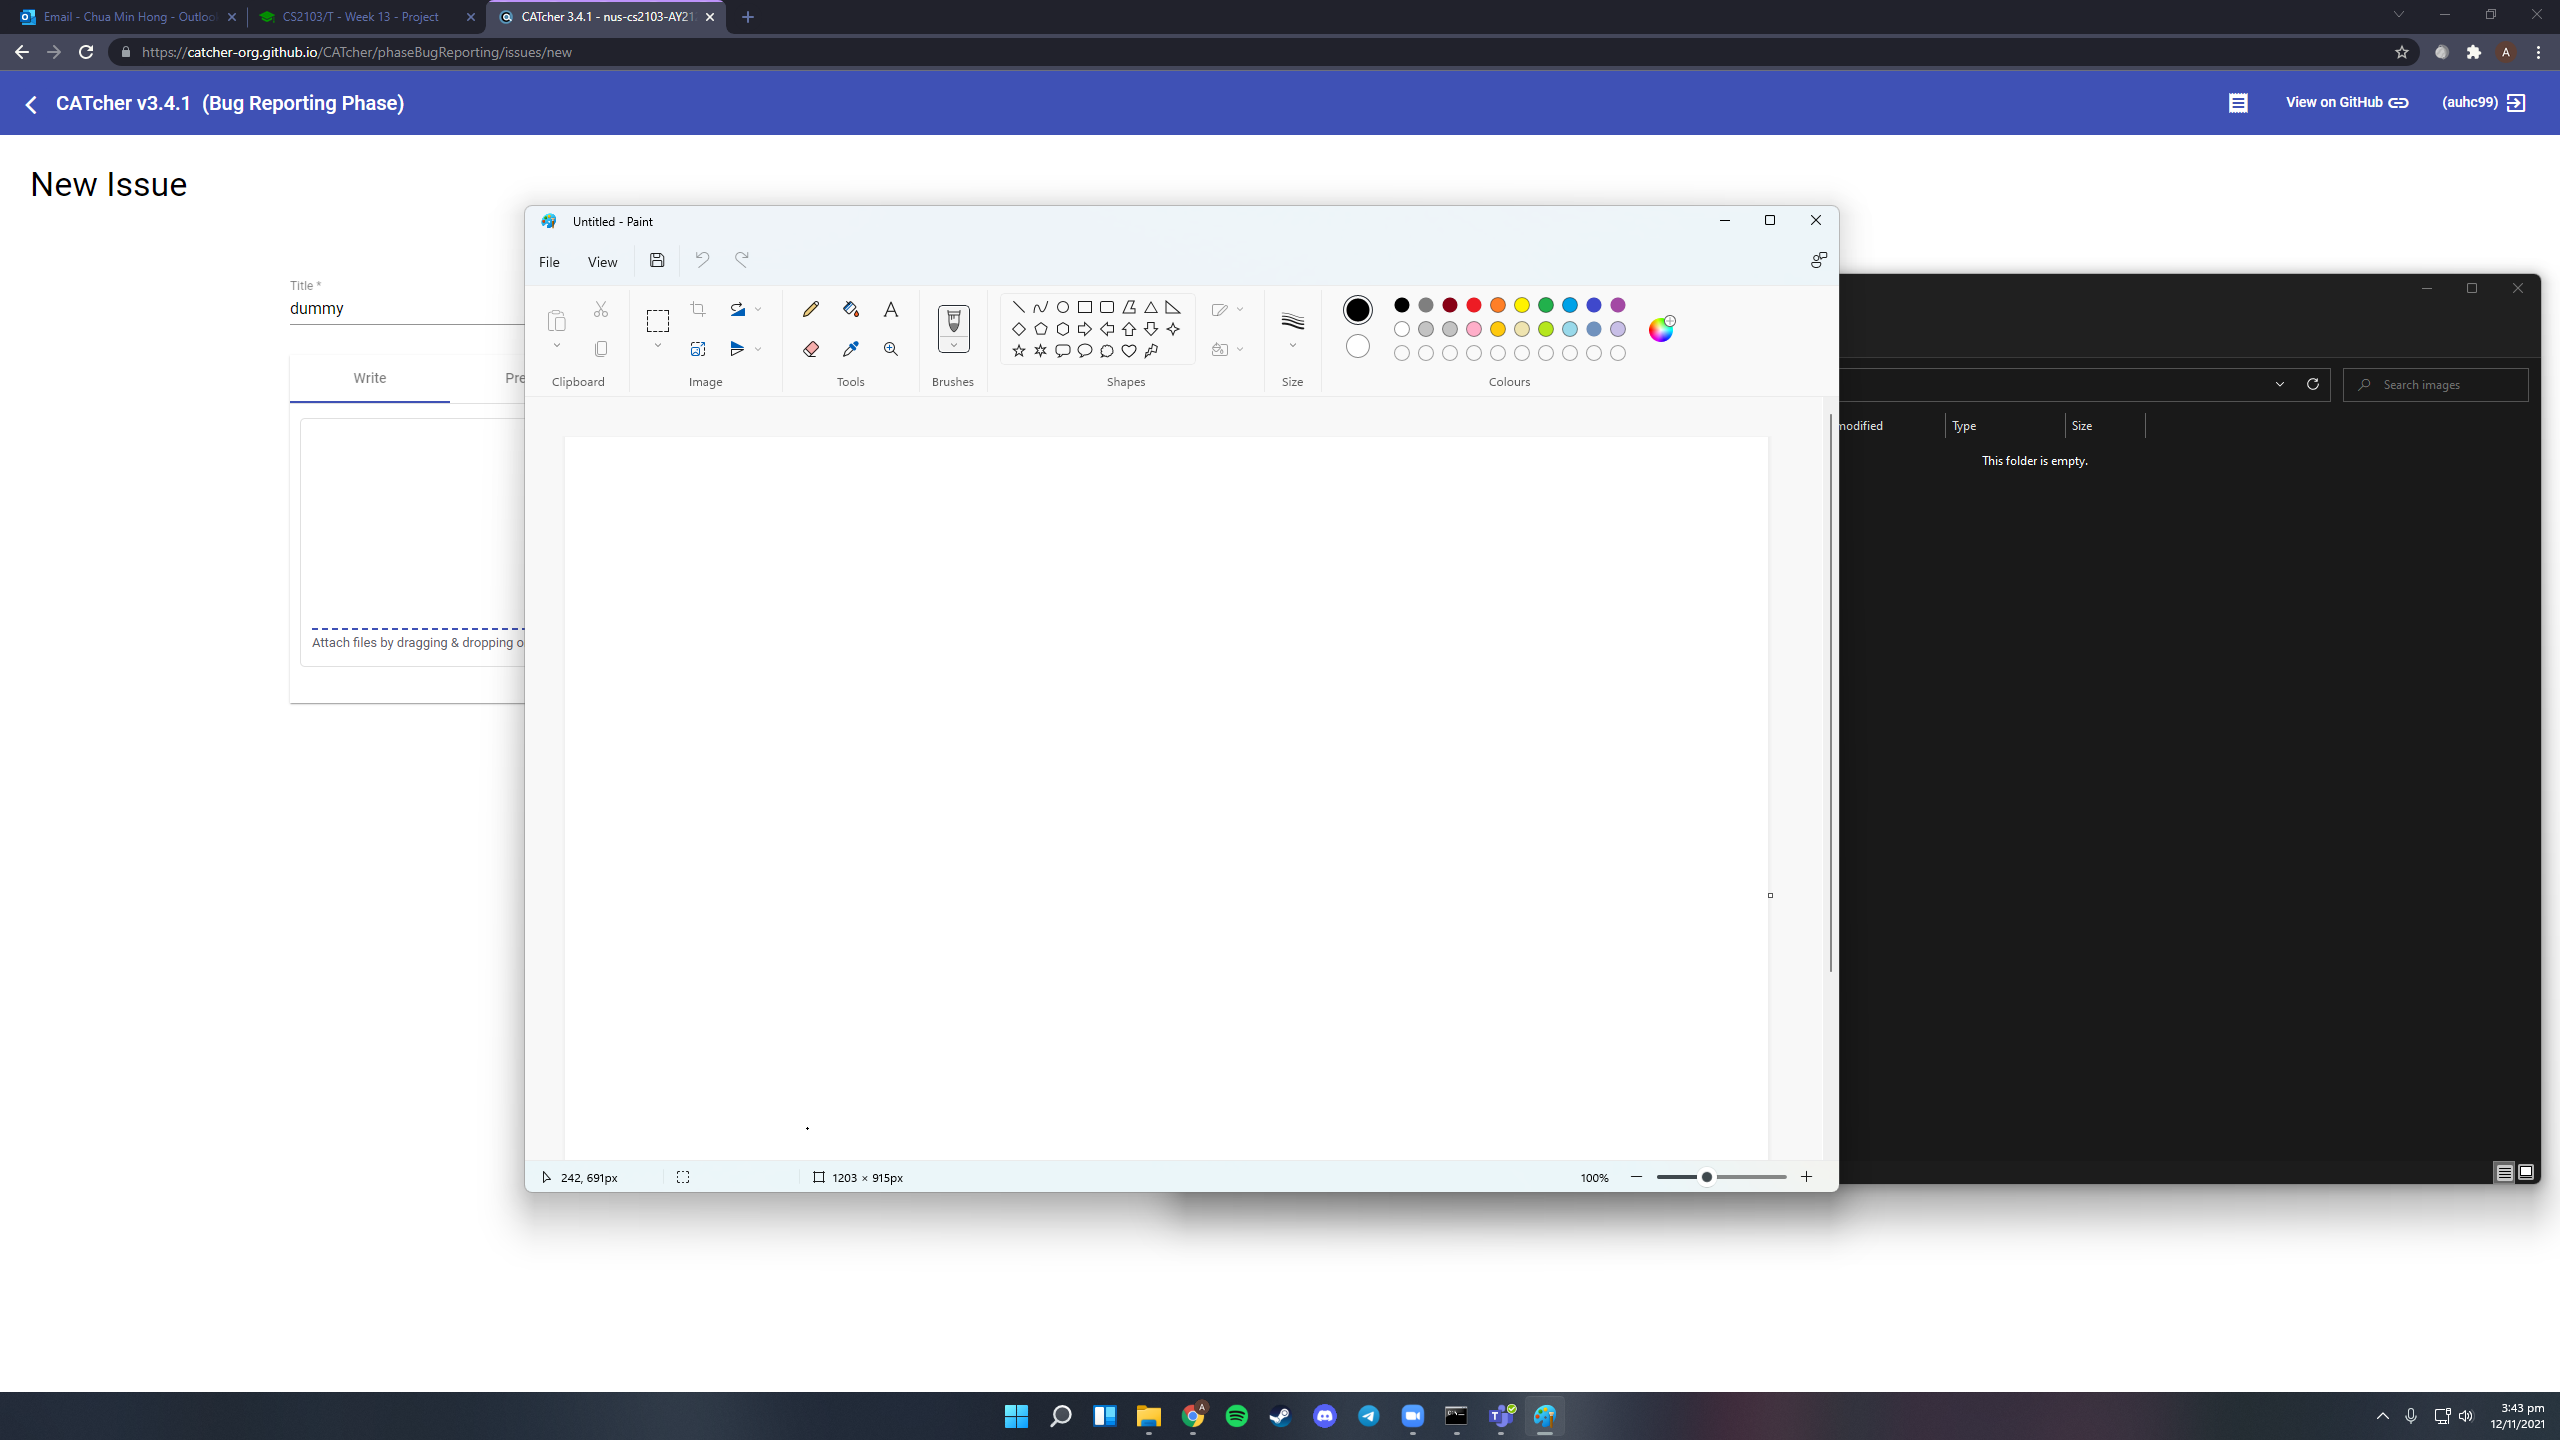 Email - Chua Min Hong - Outloo
CS2103/T - Week 13 - Project
CATcher 3.4.1 - nus-cs2103-AY212
https://catcher-org.github.io/CATcher/phaseBugReporting/issues/new
A
CATcher v3.4.1 (Bug Reporting Phase)
View on GitHub
(auhc99)
New Issue
Title *
dummy
Write
Pre
Attach files by dragging & dropping o
Untitled - Paint
File
View
Clipboard
Image
Tools
Brushes
Shapes
Size
Colours
242, 691px
1203 × 915px
100%
Search images
modified
Type
Size
This folder is empty.
3:43 pm
12/11/2021